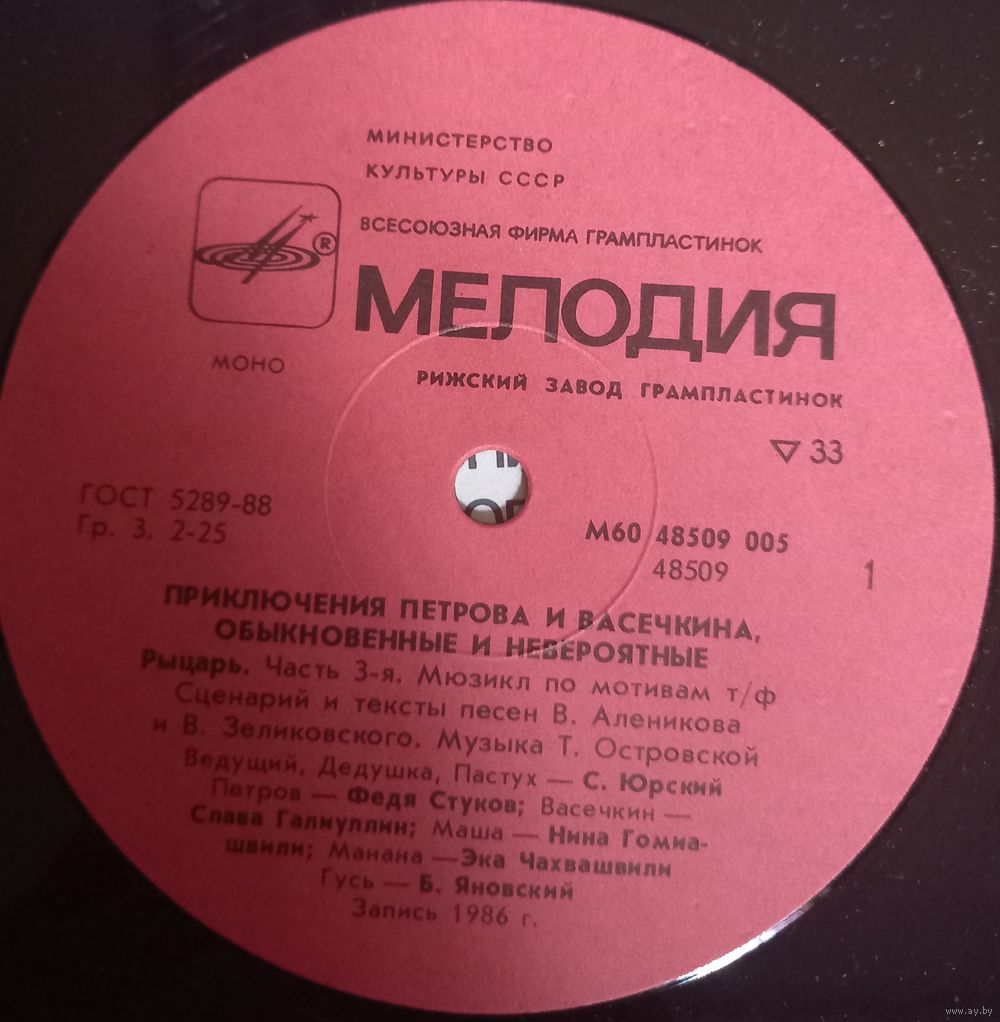 МИНИСТЕРСТВО
КУЛЬТУРЫ СССР
ВСЕСОЮЗНАЯ ФИРМА ГРАМПЛАСТИНОК
®
МЕЛОДИЯ
МОНО
РИЖСКИЙ ЗАВОД ГРАМПЛАСТИНОК
▽ 33
ГОСТ 5289-88
Гр. 3. 2-25
М60 48509 005
48509
1
ПРИКЛЮЧЕНИЯ ПЕТРОВА И ВАСЕЧКИНА,
ОБЫКНОВЕННЫЕ И НЕВЕРОЯТНЫЕ
Рыцарь. Часть 3-я. Мюзикл по мотивам т/ф
Сценарий и тексты песен В. Аленикова
и В. Зеликовского. Музыка Т. Островской
Ведущий, Дедушка, Пастух — С. Юрский
Петров — Федя Стуков; Васечкин —
Слава Галиуллин; Маша — Нина Гомиа-
швили; Манана — Эка Чахвашвили
Гусь — Б. Яновский
Запись 1986 г.
www.ay.by